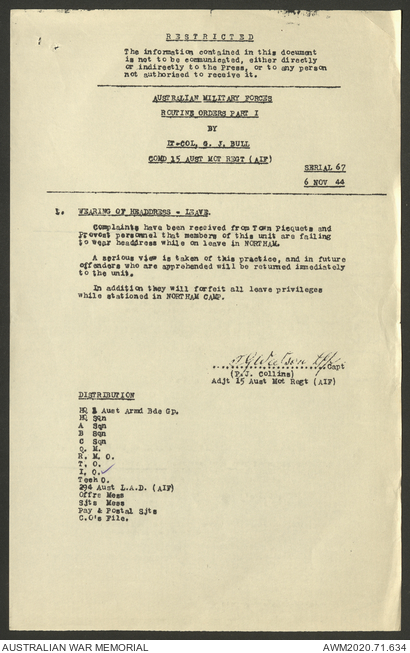 RESTRICTED
The information contained in this document
is not to be communicated, either directly
or indirectly to the Press, or to any person
not authorised to receive it.
AUSTRALIAN MILITARY FORCES
ROUTINE ORDERS PART I
BY
LT-COL, G. J. BULL
COMD 15 AUST MOT REGT (AIF)
SERIAL 67
6 NOV 44
1. WEARING OF HEADDRESS - LEAVE.
Complaints have been received from Town Picquets and
Provost personnel that members of this unit are failing
to wear headdress while on leave in NORTHAM.
A serious view is taken of this practice, and in future
offenders who are apprehended will be returned immediately
to the unit.
In addition they will forfeit all leave privileges
while stationed in NORTHAM CAMP.
Capt
(P.J. Collins)
Adjt 15 Aust Mot Regt (AIF)
DISTRIBUTION
HQ 2 Aust Armd Bde Gp.
HQ Sqn
A Sqn
B Sqn
C Sqn
Q. M.
R. M. O.
T. O.
I. O.
Tech O.
294 Aust L.A.D. (AIF)
Offrs Mess
Sjts Mess
Pay & Postal Sjts
C.O's File.
AUSTRALIAN WAR MEMORIAL
AWM2020.71.634